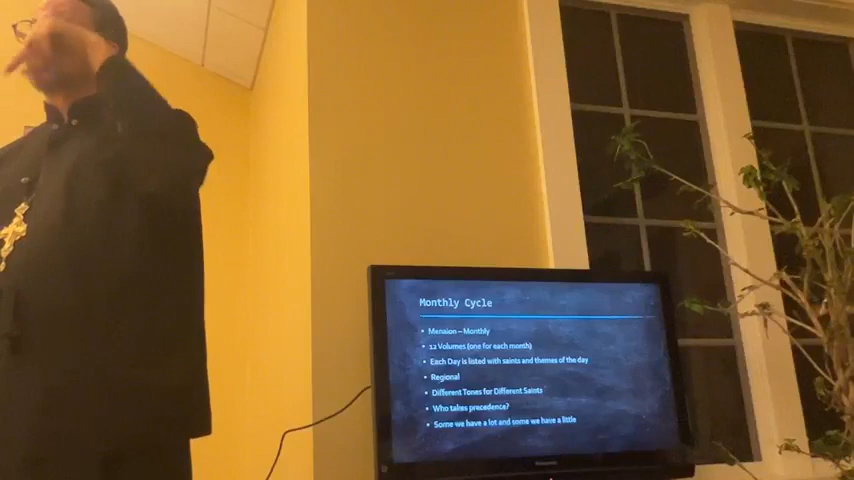 Monthly Cycle
Menaion – Monthly
12 Volumes (one for each month)
Each Day is listed with saints and themes of the day
Regional
Different Tones for Different Saints
Who takes precedence?
Some we have a lot and some we have a little
Panasonic